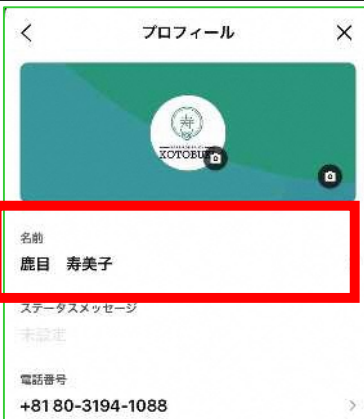 プロフィール
寿
XOTOBUK
名前
鹿目　寿美子
ステータスメッセージ
未設定
電話番号
+81 80-3194-1088